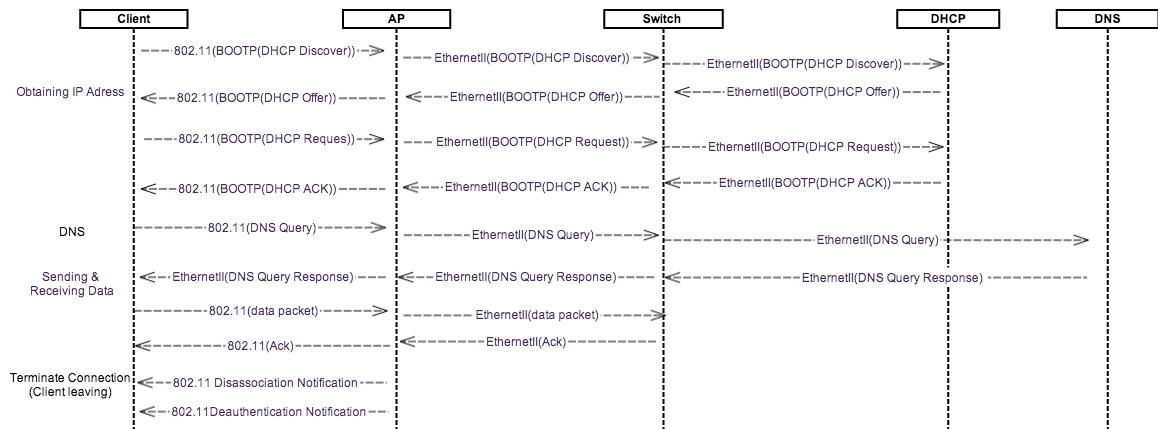 Client
AP
Switch
DHCP
DNS
802.11(BOOTP(DHCP Discover))
EthernetII(BOOTP(DHCP Discover))
EthernetII(BOOTP(DHCP Discover))
Obtaining IP Adress
802.11(BOOTP(DHCP Offer))
EthernetII(BOOTP(DHCP Offer))
EthernetII(BOOTP(DHCP Offer))
802.11(BOOTP(DHCP Reques))
EthernetII(BOOTP(DHCP Request))
EthernetII(BOOTP(DHCP Request))
802.11(BOOTP(DHCP ACK))
EthernetII(BOOTP(DHCP ACK))
EthernetII(BOOTP(DHCP ACK))
DNS
802.11(DNS Query)
EthernetII(DNS Query)
EthernetII(DNS Query)
Sending &
Receiving Data
EthernetII(DNS Query Response)
EthernetII(DNS Query Response)
EthernetII(DNS Query Response)
802.11(data packet)
EthernetII(data packet)
802.11(Ack)
EthernetII(Ack)
Terminate Connection
(Client leaving)
802.11 Disassociation Notification
802.11Deauthentication Notification